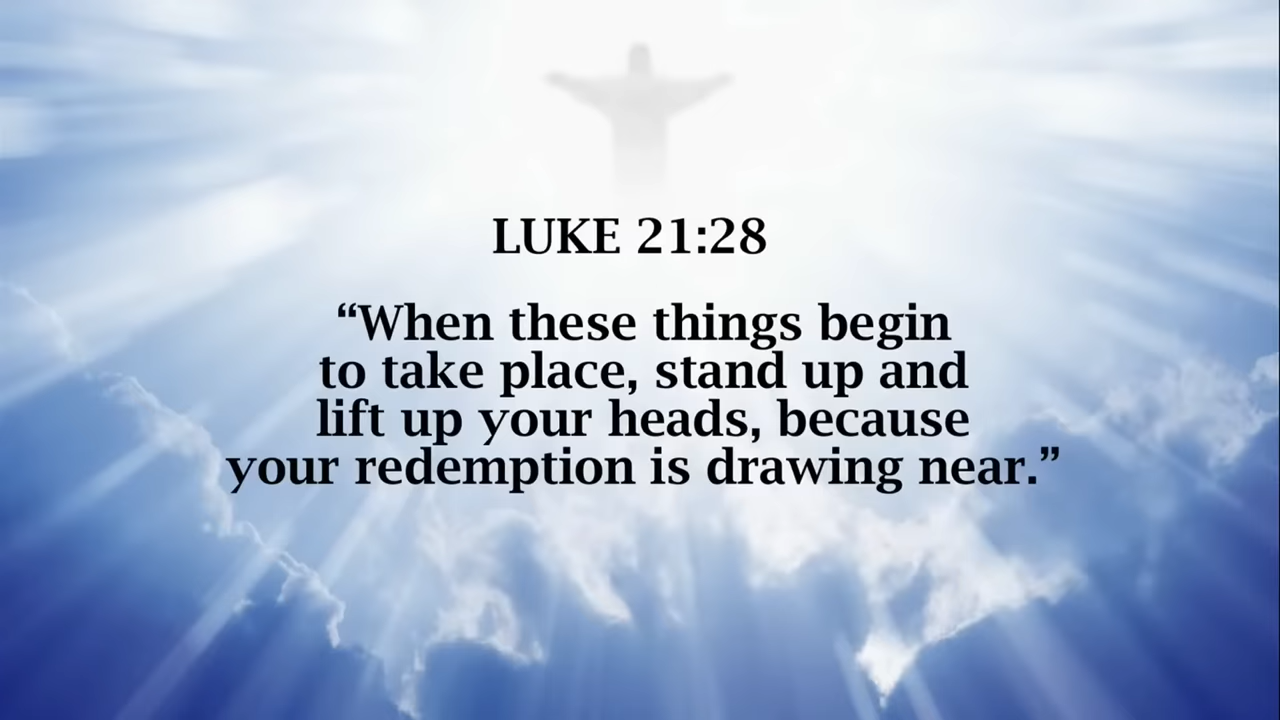 LUKE 21:28
“When these things begin
to take place, stand up and
lift up your heads, because
your redemption is drawing near.”